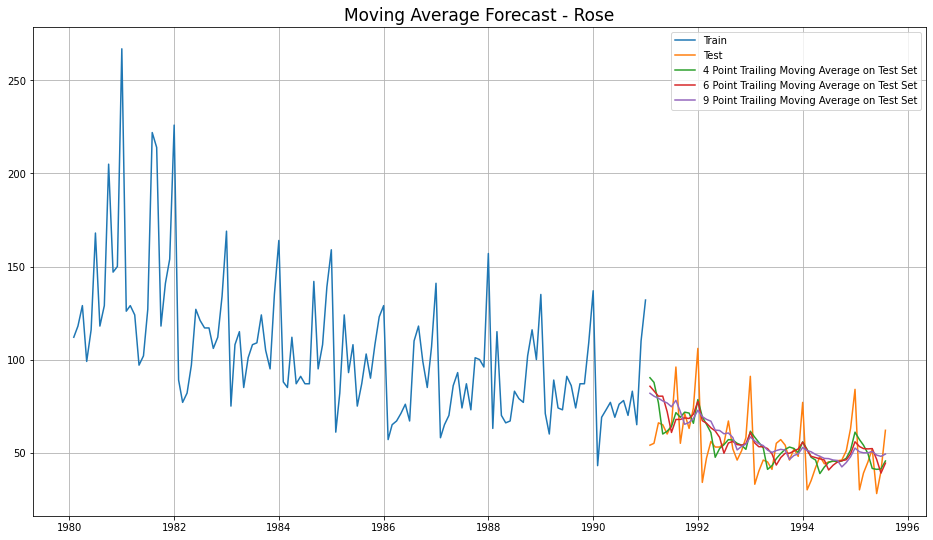 Moving Average Forecast - Rose
Train
Test
4 Point Trailing Moving Average on Test Set
6 Point Trailing Moving Average on Test Set
9 Point Trailing Moving Average on Test Set
250
200
150
100
50
1980 1982 1984 1986 1988 1990 1992 1994 1996